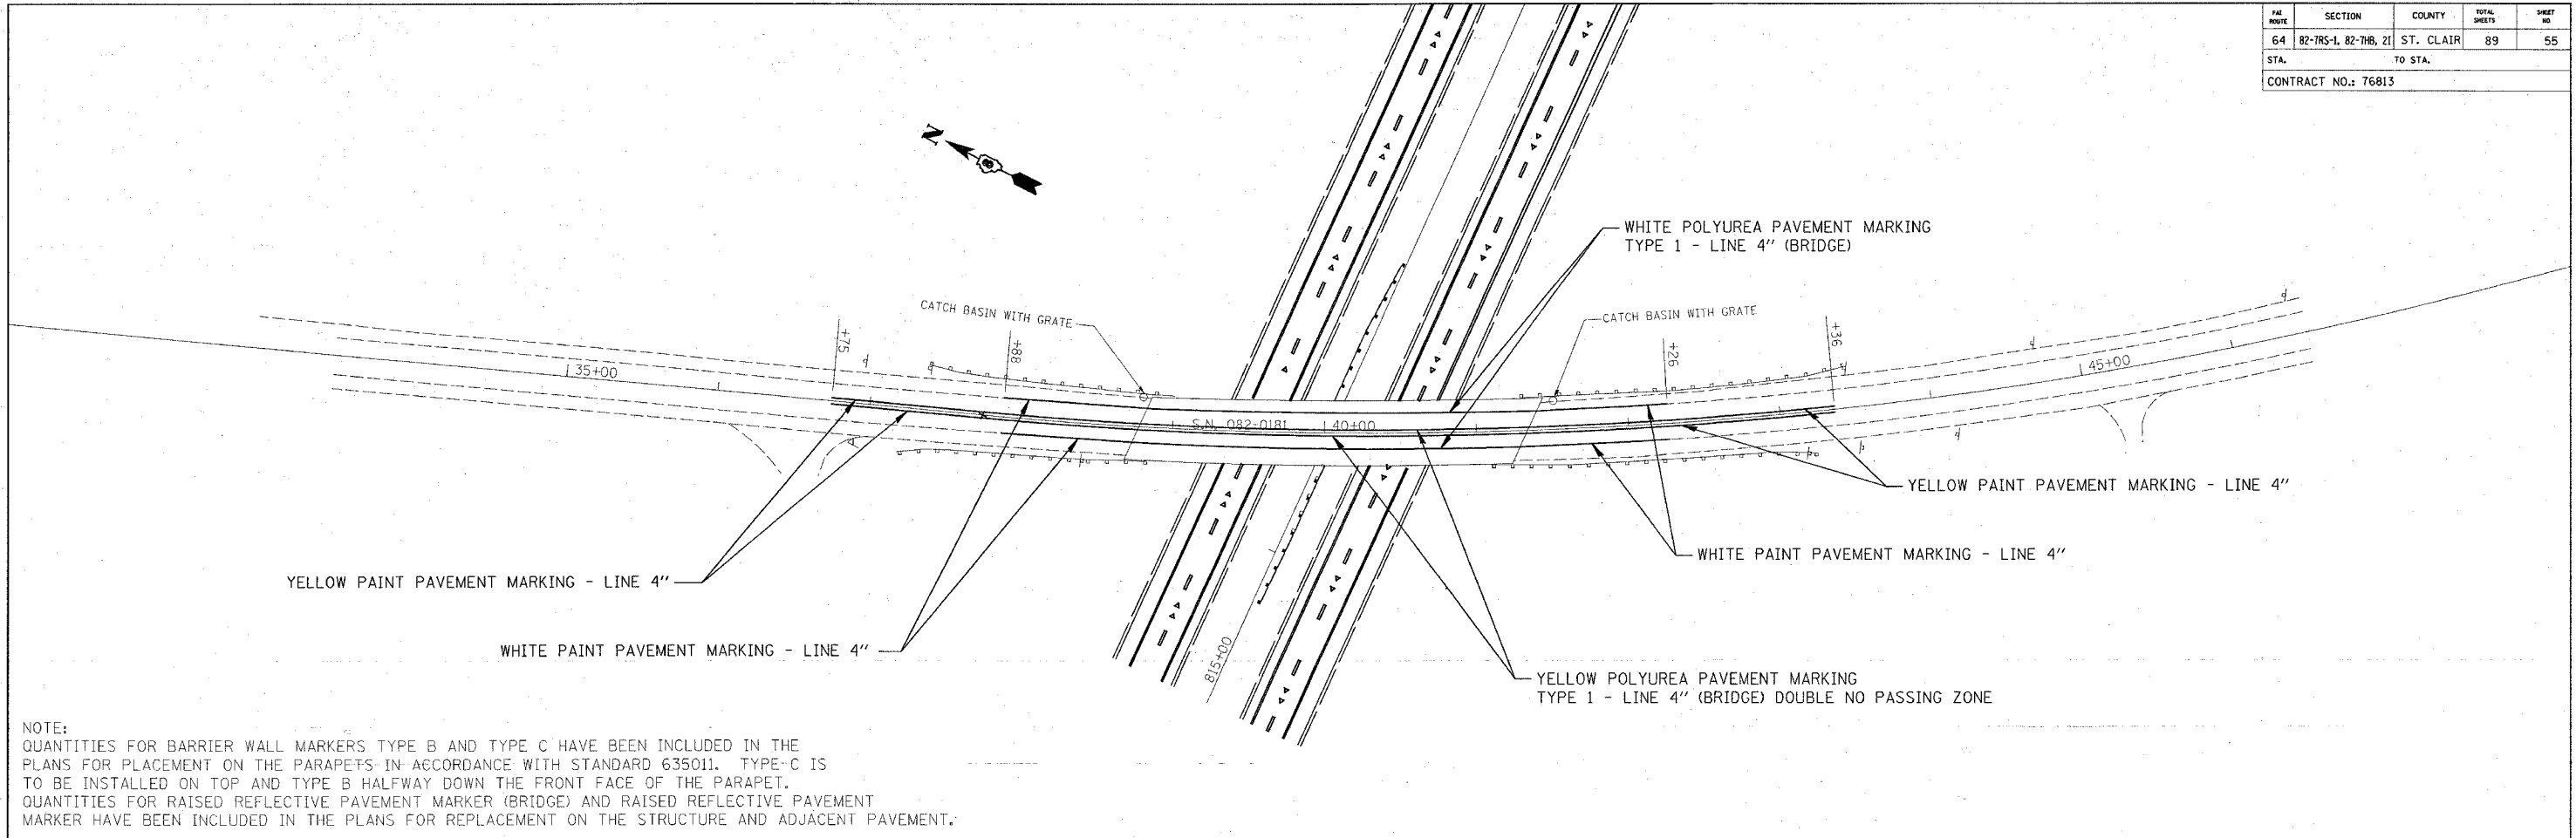 FAI ROUTE SECTION COUNTY TOTAL SHEETS SHEET NO
64 82-7RS-1, 82-7HB, 21 ST. CLAIR 89 55
STA. TO STA.
CONTRACT NO.: 76813
N
WHITE POLYUREA PAVEMENT MARKING
TYPE 1 - LINE 4" (BRIDGE)
CATCH BASIN WITH GRATE
CATCH BASIN WITH GRATE
+75
+88
+26
+36
35+00
S.N. 082-0181
40+00
45+00
YELLOW PAINT PAVEMENT MARKING - LINE 4"
WHITE PAINT PAVEMENT MARKING - LINE 4"
YELLOW PAINT PAVEMENT MARKING - LINE 4"
WHITE PAINT PAVEMENT MARKING - LINE 4"
815+00
YELLOW POLYUREA PAVEMENT MARKING
TYPE 1 - LINE 4" (BRIDGE) DOUBLE NO PASSING ZONE
NOTE:
QUANTITIES FOR BARRIER WALL MARKERS TYPE B AND TYPE C HAVE BEEN INCLUDED IN THE
PLANS FOR PLACEMENT ON THE PARAPETS IN ACCORDANCE WITH STANDARD 635011. TYPE C IS
TO BE INSTALLED ON TOP AND TYPE B HALFWAY DOWN THE FRONT FACE OF THE PARAPET.
QUANTITIES FOR RAISED REFLECTIVE PAVEMENT MARKER (BRIDGE) AND RAISED REFLECTIVE PAVEMENT
MARKER HAVE BEEN INCLUDED IN THE PLANS FOR REPLACEMENT ON THE STRUCTURE AND ADJACENT PAVEMENT.